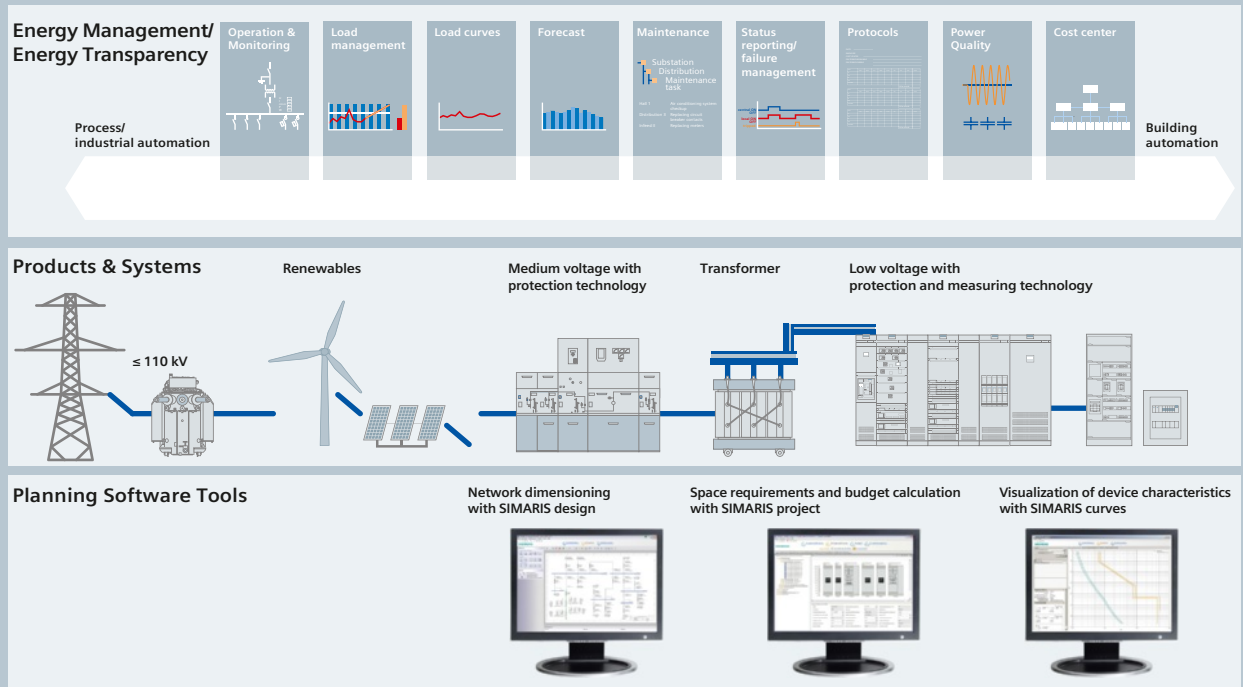 Energy Management/
Energy Transparency
Process/
industrial automation
Operation &
Monitoring
Load
management
Load curves
Forecast
Maintenance
Substation
Distribution
Maintenance
task
Status
reporting/
failure
management
Protocols
Power
Quality
Cost center
Building
automation
Products & Systems
≤ 110 kV
Renewables
Medium voltage with
protection technology
Transformer
Low voltage with
protection and measuring technology
Planning Software Tools
Network dimensioning
with SIMARIS design
Space requirements and budget calculation
with SIMARIS project
Visualization of device characteristics
with SIMARIS curves